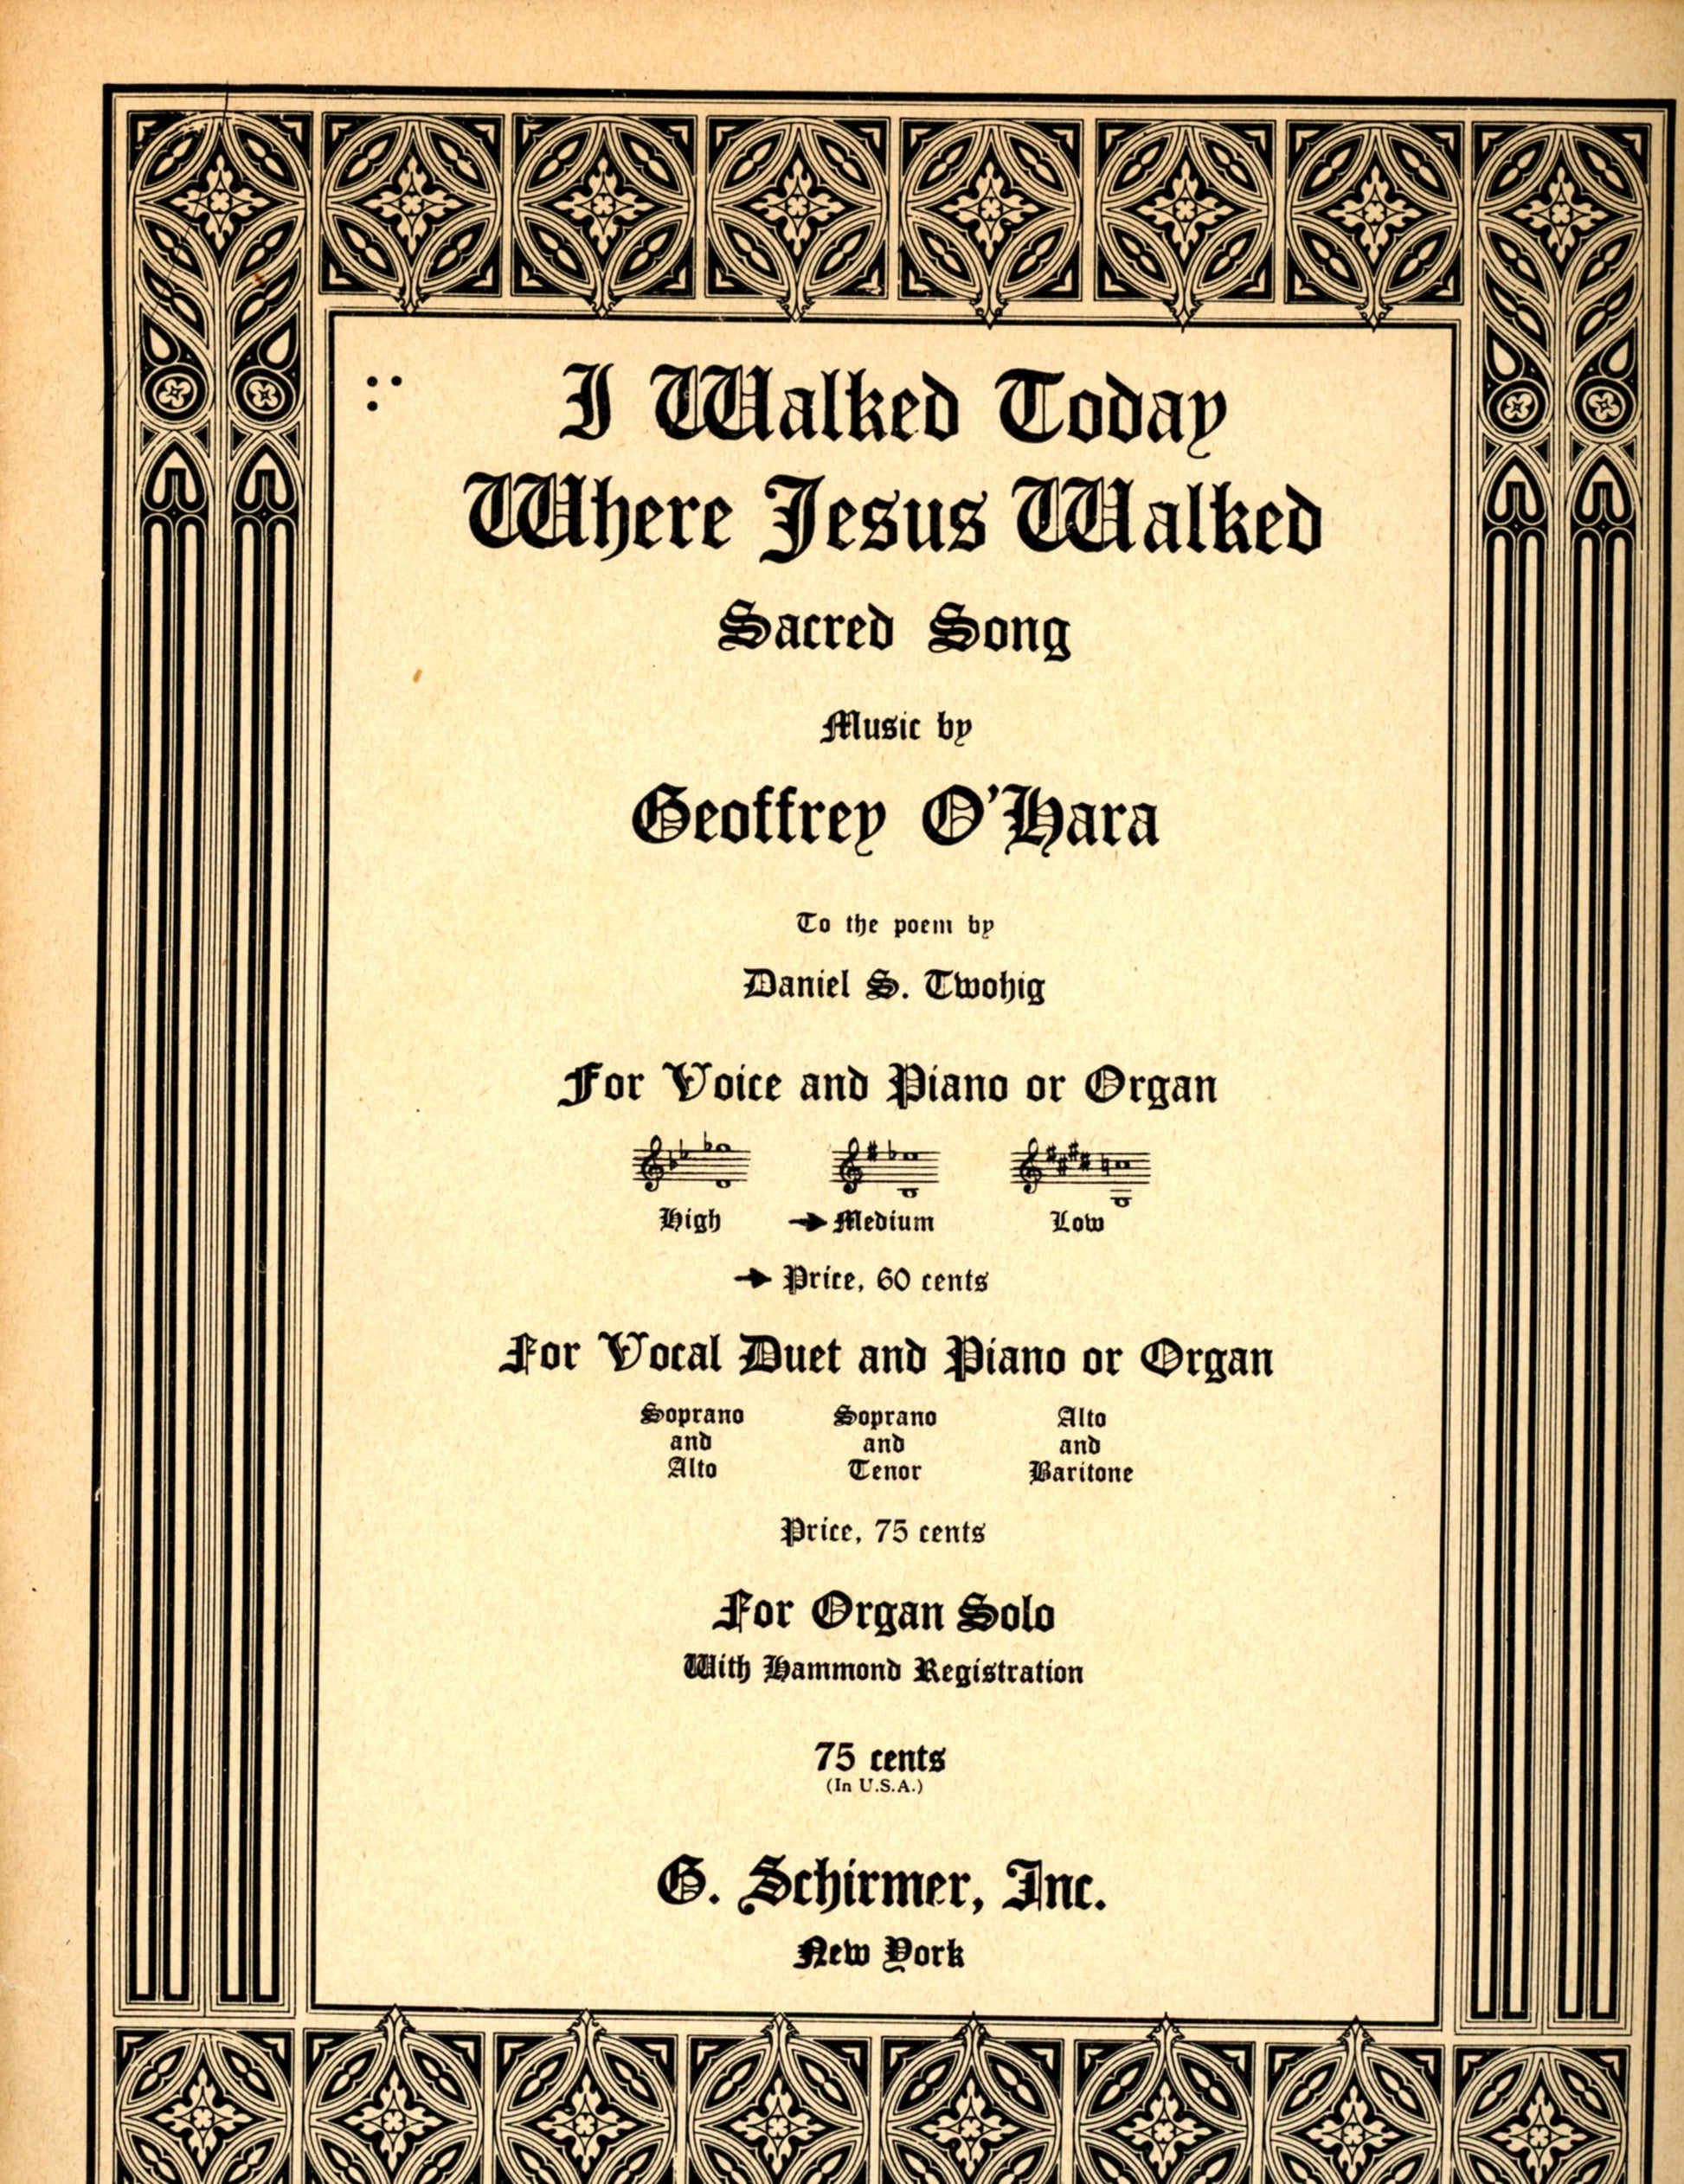 I Walked Today
Where Jesus Walked
Sacred Song
Music by
Geoffrey O'Hara
To the poem by
Daniel S. Twohig
For Voice and Piano or Organ
High Medium Low
Price, 60 cents
For Vocal Duet and Piano or Organ
Soprano Soprano Alto
and and and
Alto Tenor Baritone
Price, 75 cents
For Organ Solo
With Hammond Registration
75 cents
(In U.S.A.)
G. Schirmer, Inc.
New York